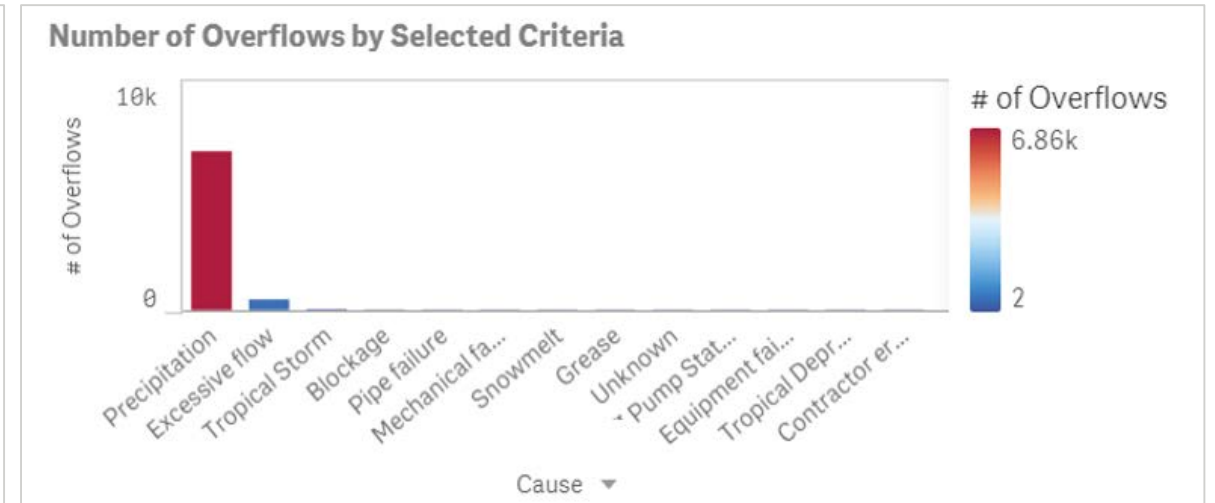 Number of Overflows by Selected Criteria
10k
# of Overflows
0
# of Overflows
6.86k
2
Precipitation
Excessive flow
Tropical Storm
Blockage
Pipe failure
Mechanical fa...
Snowmelt
Grease
Unknown
Pump Stat...
Equipment fai...
Tropical Depr...
Contractor er...
Cause